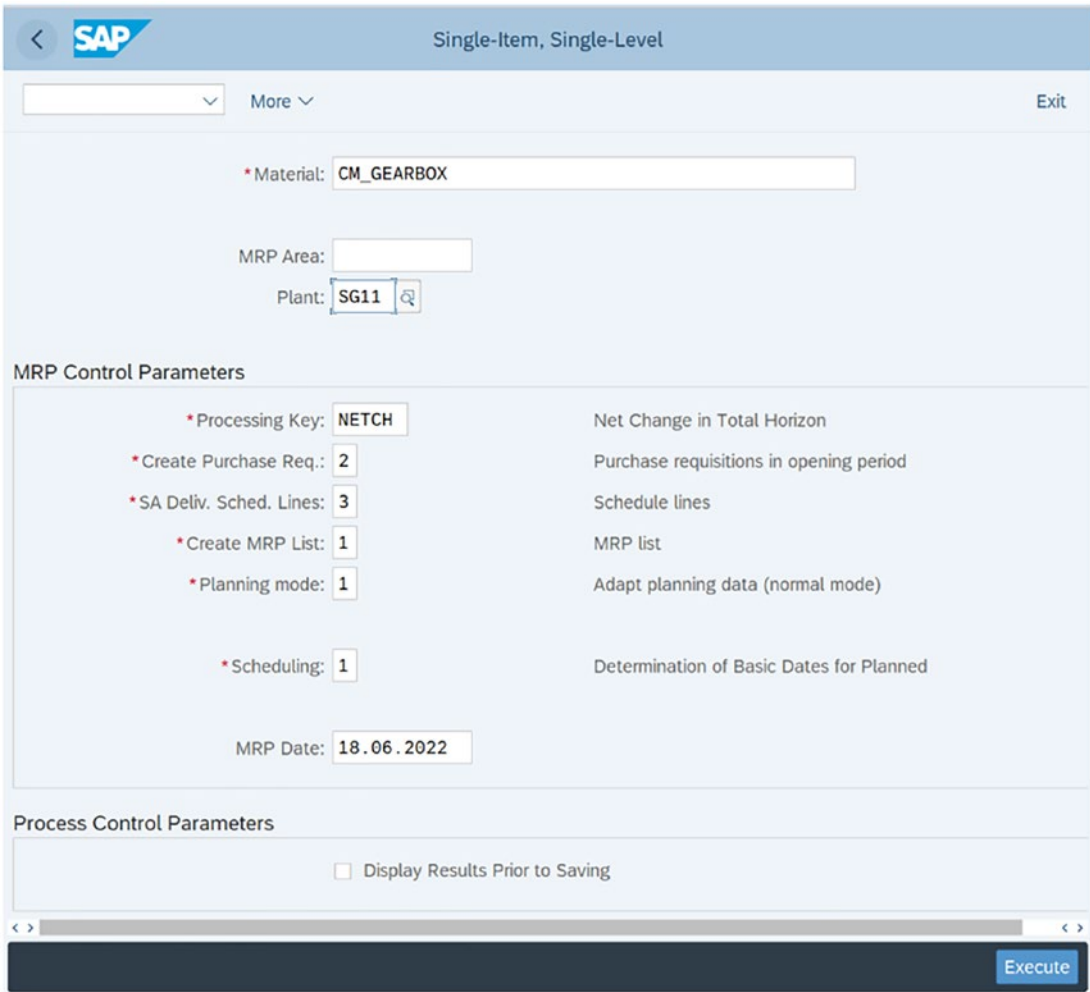 SAP Single-Item, Single-Level
More Exit
*Material: CM_GEARBOX
MRP Area:
Plant: SG11
MRP Control Parameters
*Processing Key: NETCH Net Change in Total Horizon
*Create Purchase Req.: 2 Purchase requisitions in opening period
*SA Deliv. Sched. Lines: 3 Schedule lines
*Create MRP List: 1 MRP list
*Planning mode: 1 Adapt planning data (normal mode)
*Scheduling: 1 Determination of Basic Dates for Planned
MRP Date: 18.06.2022
Process Control Parameters
Display Results Prior to Saving
Execute